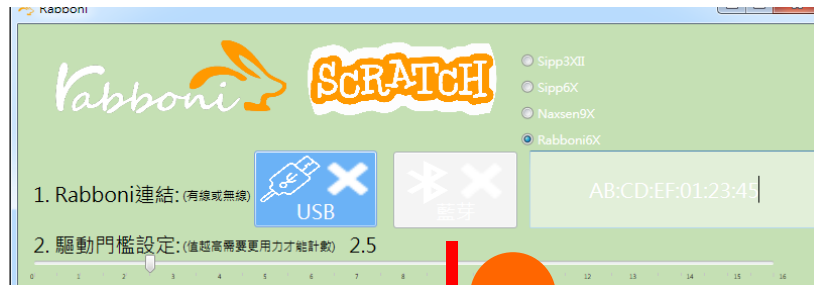 Rabboni
rabboni SCRATCH
Sipp3XII
Sipp6X
Naxsen9X
Rabboni6X
1. Rabboni連結:(有線或無線)
USB
藍芽
AB:CD:EF:01:23:45
2. 驅動門檻設定:(值越高需要更用力才能計數) 2.5
0 1 2 3 4 5 6 7 8 12 13 14 15 16